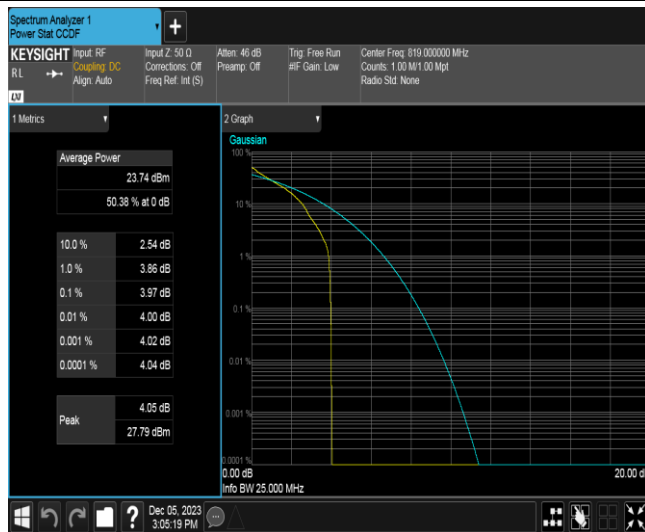 Spectrum Analyzer 1
Power Stat CCDF
+
KEYSIGHT
RL
Input: RF
Coupling: DC
Align: Auto
Input Z: 50 Ω
Corrections: Off
Freq Ref: Int (S)
Atten: 46 dB
Preamp: Off
Trig: Free Run
#IF Gain: Low
Center Freq: 819.000000 MHz
Counts: 1.00 M/1.00 Mpt
Radio Std: None
LXI
1 Metrics
Average Power
23.74 dBm
50.38 % at 0 dB
10.0 % 2.54 dB
1.0 % 3.86 dB
0.1 % 3.97 dB
0.01 % 4.00 dB
0.001 % 4.02 dB
0.0001 % 4.04 dB
Peak
4.05 dB
27.79 dBm
2 Graph
Gaussian
100 %
10 %
1 %
0.1 %
0.01 %
0.001 %
0.0001 %
0.00 dB
20.00 d
Info BW 25.000 MHz
?
Dec 05, 2023
3:05:19 PM